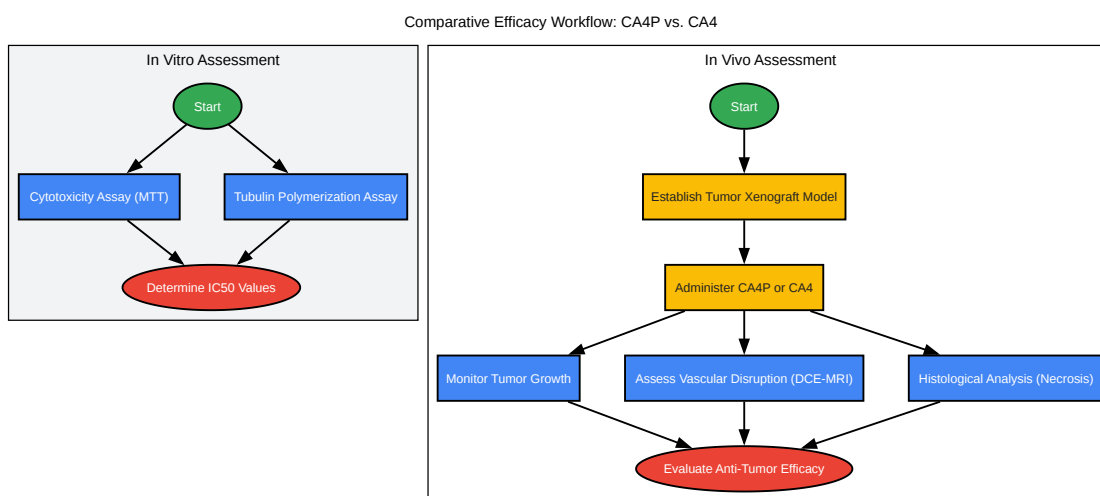 Comparative Efficacy Workflow: CA4P vs. CA4
In Vitro Assessment
Start
Cytotoxicity Assay (MTT)
Tubulin Polymerization Assay
Determine IC50 Values
In Vivo Assessment
Start
Establish Tumor Xenograft Model
Administer CA4P or CA4
Monitor Tumor Growth
Assess Vascular Disruption (DCE-MRI)
Histological Analysis (Necrosis)
Evaluate Anti-Tumor Efficacy